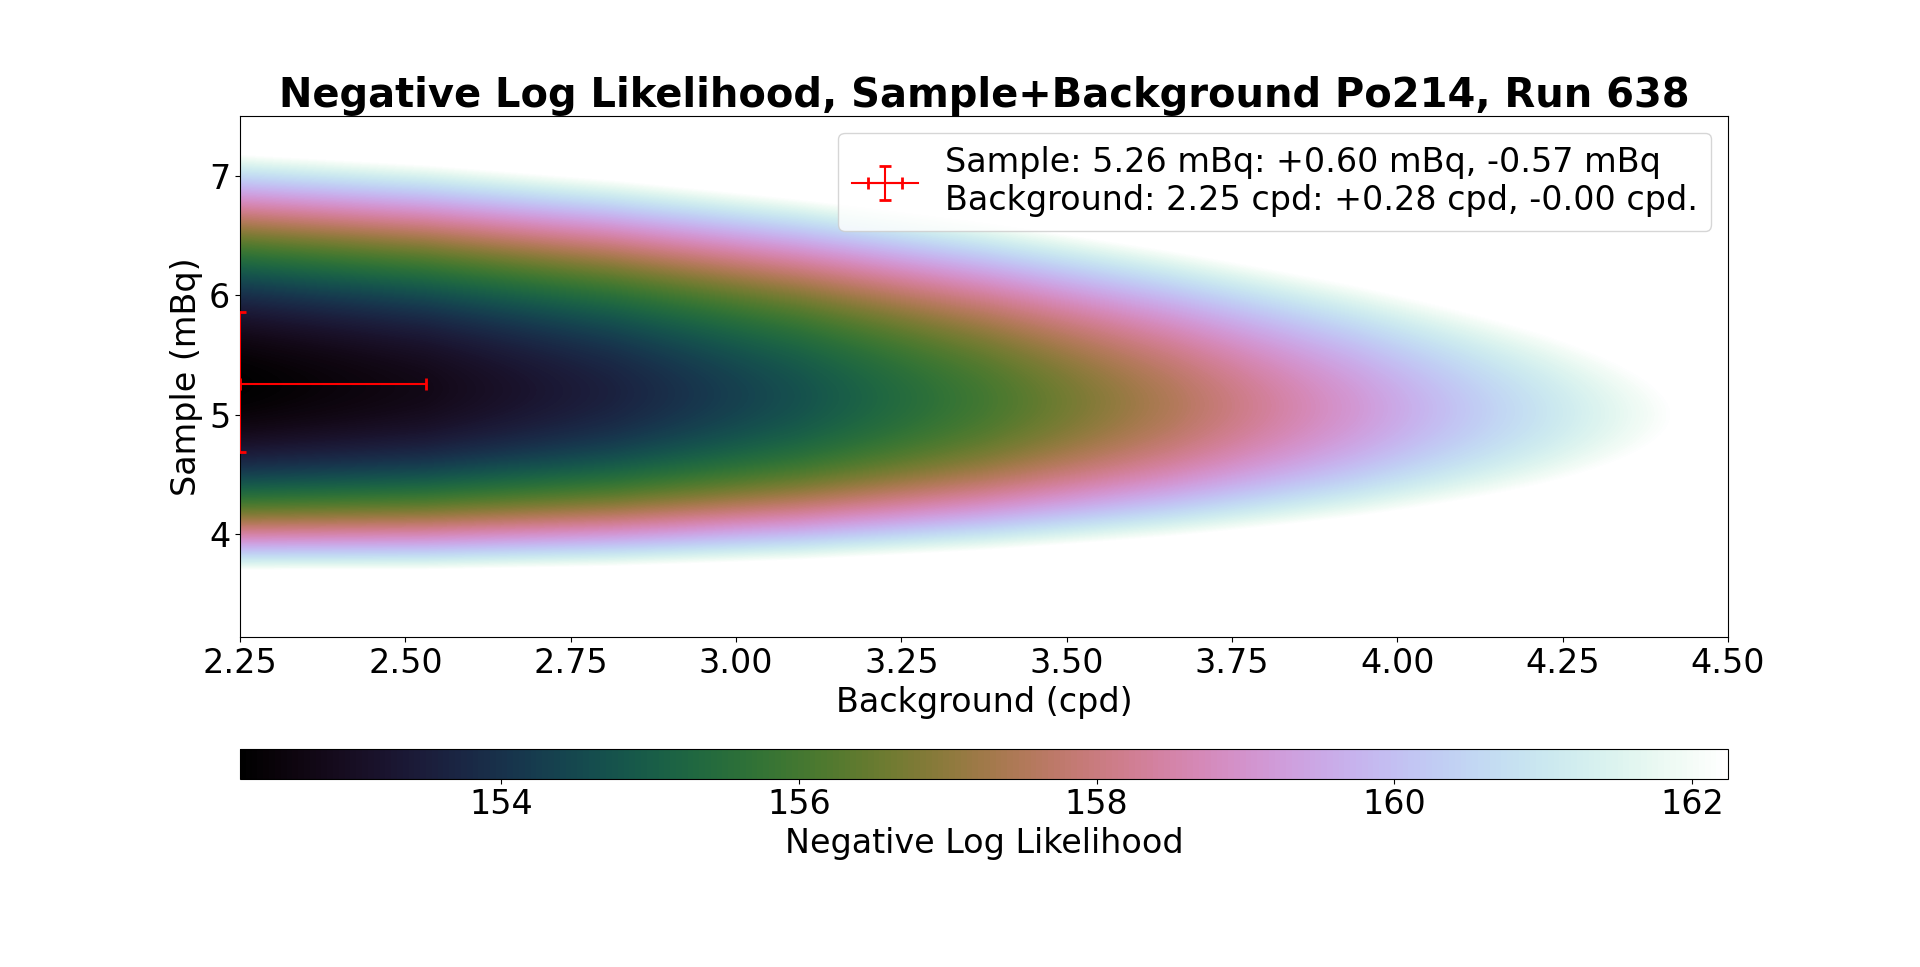 Negative Log Likelihood, Sample+Background Po214, Run 638
Sample: 5.26 mBq: +0.60 mBq, -0.57 mBq
Background: 2.25 cpd: +0.28 cpd, -0.00 cpd.
Sample (mBq)
7
6
5
4
2.25 2.50 2.75 3.00 3.25 3.50 3.75 4.00 4.25 4.50
Background (cpd)
154 156 158 160 162
Negative Log Likelihood